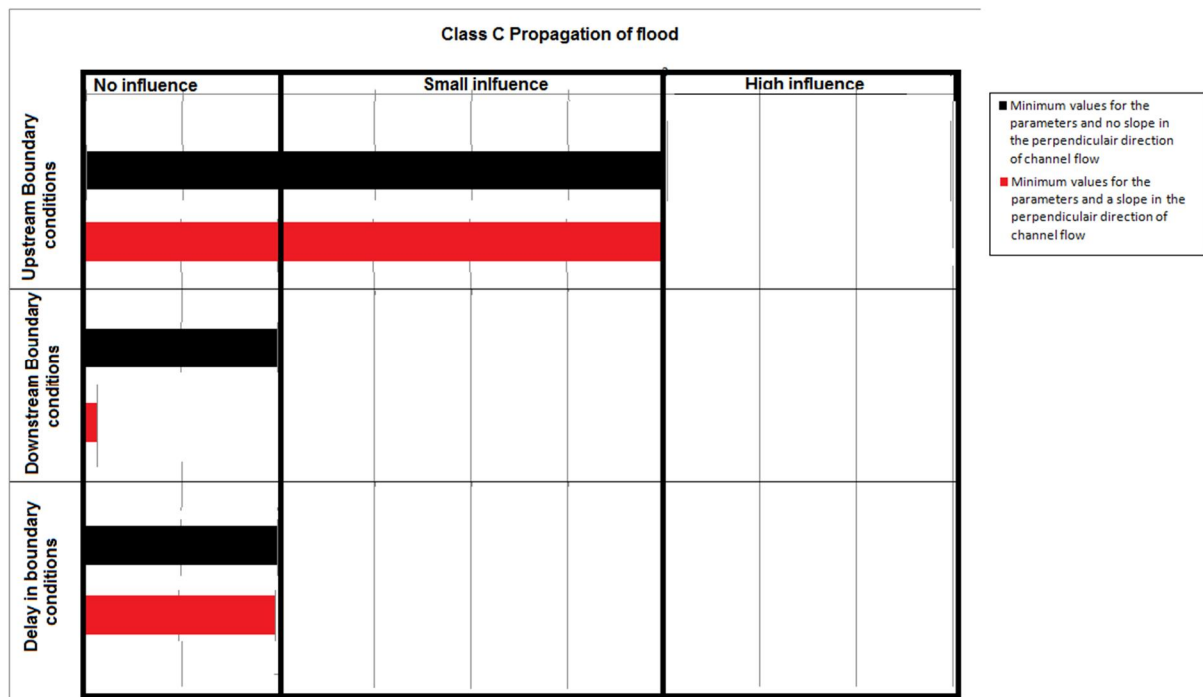 Class C Propagation of flood
No influence
Small inlfuence
High influence
Upstream Boundary
conditions
Downstream Boundary
conditions
Delay in boundary
conditions
Minimum values for the
parameters and no slope in
the perpendiculair direction
of channel flow
Minimum values for the
parameters and a slope in the
perpendiculair direction of
channel flow